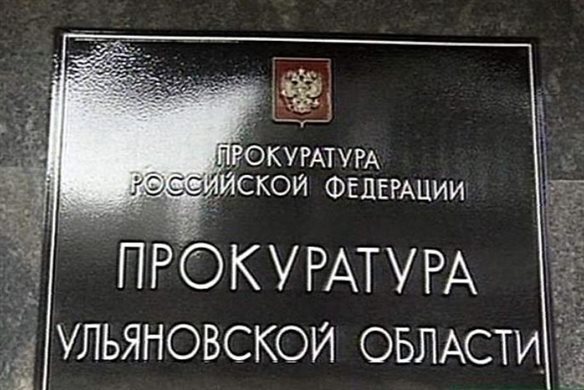 ПРОКУРАТУРА
РОССИЙСКОЙ ФЕДЕРАЦИИ
ПРОКУРАТУРА
УЛЬЯНОВСКОЙ ОБЛАСТИ